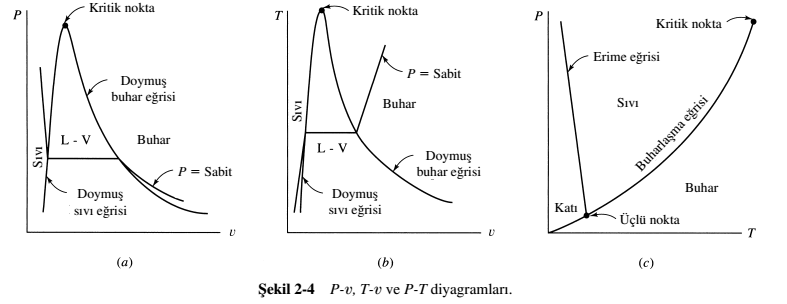 P
Kritik nokta
Doymuş
buhar eğrisi
Sıvı
L - V
Buhar
P = Sabit
Doymuş
sıvı eğrisi
υ
(a)
T
Kritik nokta
P = Sabit
Sıvı
Buhar
L - V
Doymuş
buhar eğrisi
Doymuş
sıvı eğrisi
υ
(b)
P
Kritik nokta
Erime eğrisi
Sıvı
Buharlaşma eğrisi
Buhar
Katı
Üçlü nokta
T
(c)
Şekil 2-4 P-υ, T-υ ve P-T diyagramları.